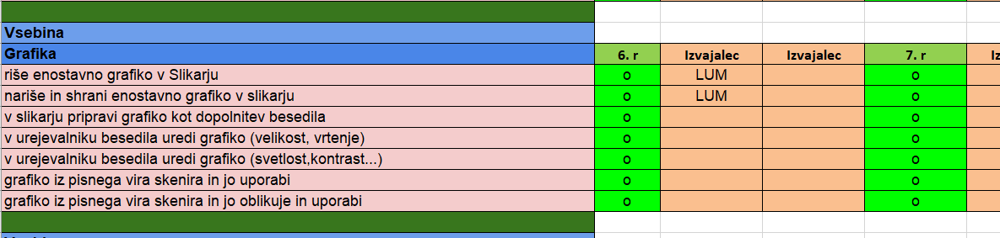 Vsebina
Grafika 6. r Izvajalec Izvajalec 7. r Iz
riše enostavno grafiko v Slikarju o LUM o
nariše in shrani enostavno grafiko v slikarju o LUM o
v slikarju pripravi grafiko kot dopolnitev besedila o o
v urejevalniku besedila uredi grafiko (velikost, vrtenje) o o
v urejevalniku besedila uredi grafiko (svetlost,kontrast...) o o
grafiko iz pisnega vira skenira in jo uporabi o o
grafiko iz pisnega vira skenira in jo oblikuje in uporabi o o